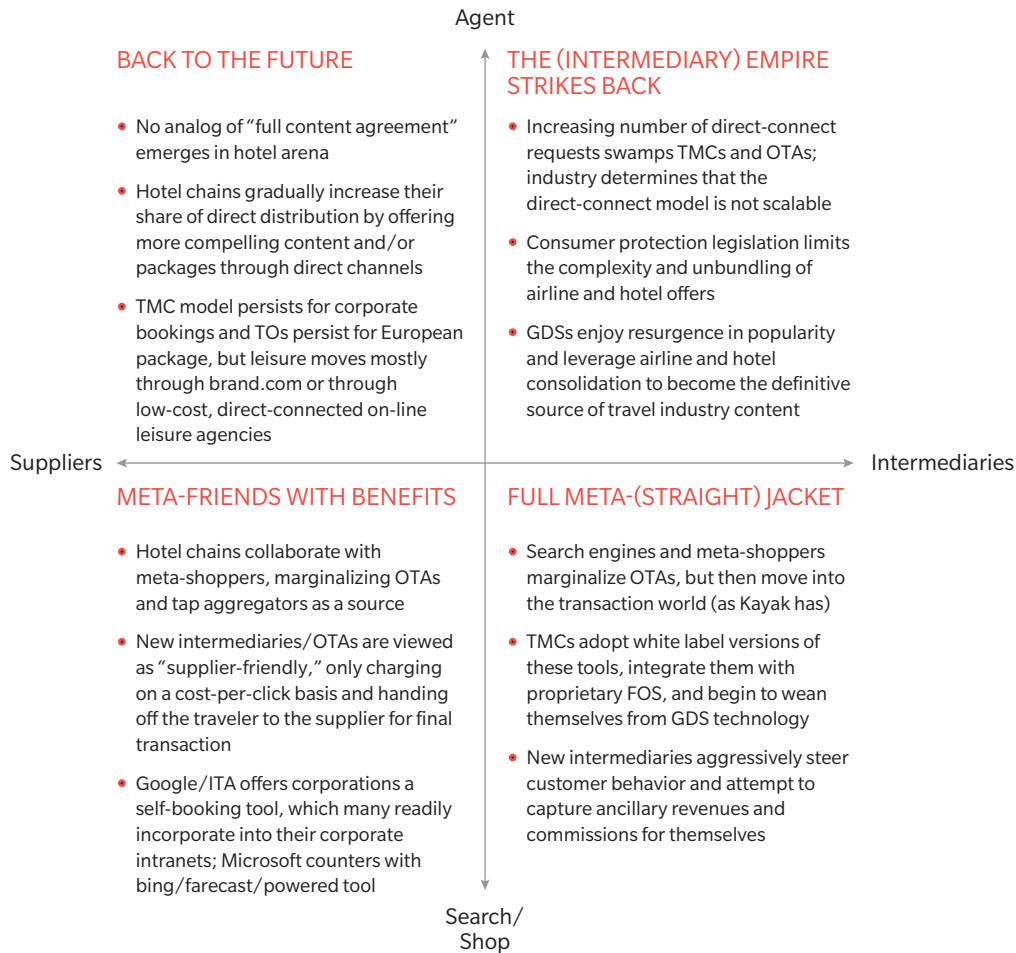 Agent
BACK TO THE FUTURE
No analog of “full content agreement”
emerges in hotel arena
Hotel chains gradually increase their
share of direct distribution by offering
more compelling content and/or
packages through direct channels
TMC model persists for corporate
bookings and TOs persist for European
package, but leisure moves mostly
through brand.com or through
low-cost, direct-connected on-line
leisure agencies
THE (INTERMEDIARY) EMPIRE
STRIKES BACK
Increasing number of direct-connect
requests swamps TMCs and OTAs;
industry determines that the
direct-connect model is not scalable
Consumer protection legislation limits
the complexity and unbundling of
airline and hotel offers
GDSs enjoy resurgence in popularity
and leverage airline and hotel
consolidation to become the definitive
source of travel industry content
Suppliers
Intermediaries
META-FRIENDS WITH BENEFITS
Hotel chains collaborate with
meta-shoppers, marginalizing OTAs
and tap aggregators as a source
New intermediaries/OTAs are viewed
as “supplier-friendly,” only charging
on a cost-per-click basis and handing
off the traveler to the supplier for final
transaction
Google/ITA offers corporations a
self-booking tool, which many readily
incorporate into their corporate
intranets; Microsoft counters with
bing/farecast/powered tool
FULL META-(STRAIGHT) JACKET
Search engines and meta-shoppers
marginalize OTAs, but then move into
the transaction world (as Kayak has)
TMCs adopt white label versions of
these tools, integrate them with
proprietary FOS, and begin to wean
themselves from GDS technology
New intermediaries aggressively steer
customer behavior and attempt to
capture ancillary revenues and
commissions for themselves
Search/
Shop